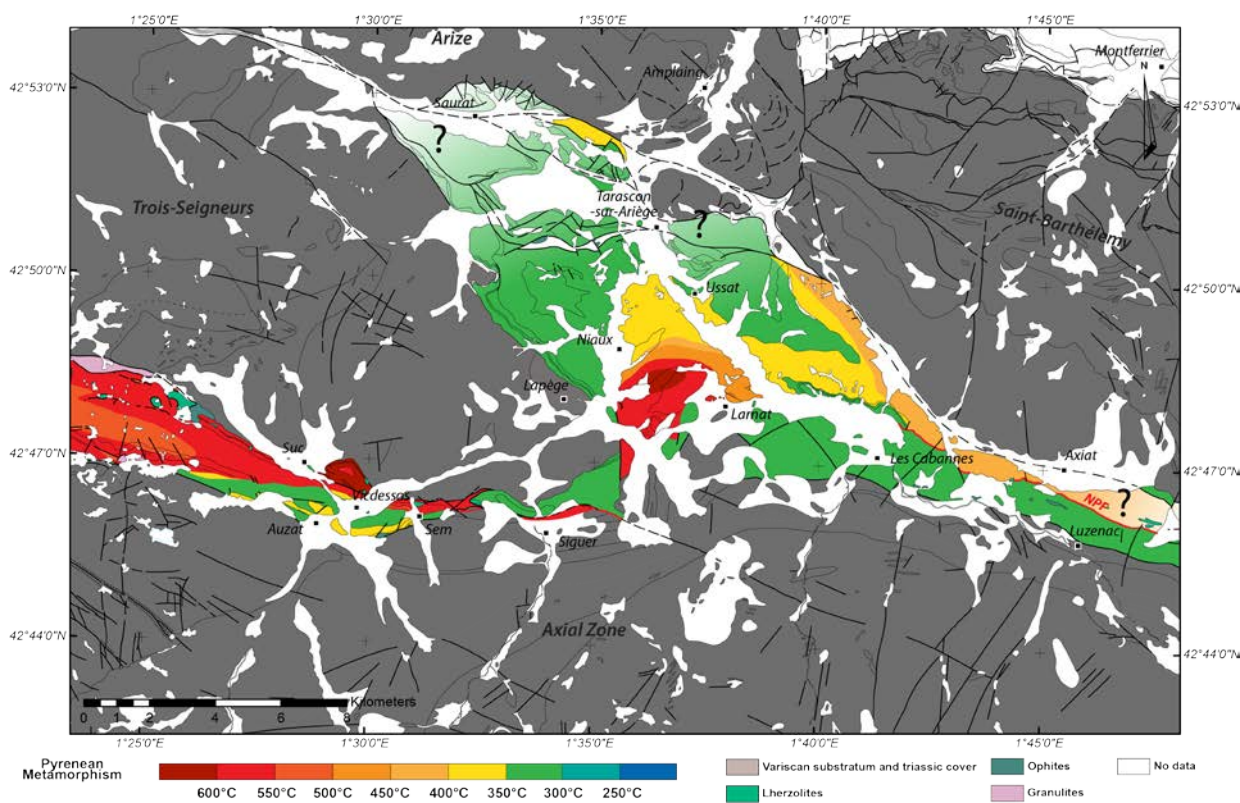 1°25'0"E 1°30'0"E 1°35'0"E 1°40'0"E 1°45'0"E
Arize
Montferrier
N
Amplaing
42°53'0"N
42°53'0"N
Saurat
?
Trois-Seigneurs
Tarascon
-sur-Ariège
?
Saint-Barthélemy
42°50'0"N
42°50'0"N
Ussat
Niaux
Lapège
Larnat
Suc
Les Cabannes
Axiat
42°47'0"N
42°47'0"N
Vicdessos
NPF
?
Auzat
Sem
Siguer
Luzenac
Axial Zone
42°44'0"N
42°44'0"N
Kilometers
0 1 2 4 6 8
1°25'0"E 1°30'0"E 1°35'0"E 1°40'0"E 1°45'0"E
Pyrenean
Metamorphism
600°C 550°C 500°C 450°C 400°C 350°C 300°C 250°C
Variscan substratum and triassic cover
Ophites
No data
Lherzolites
Granulites